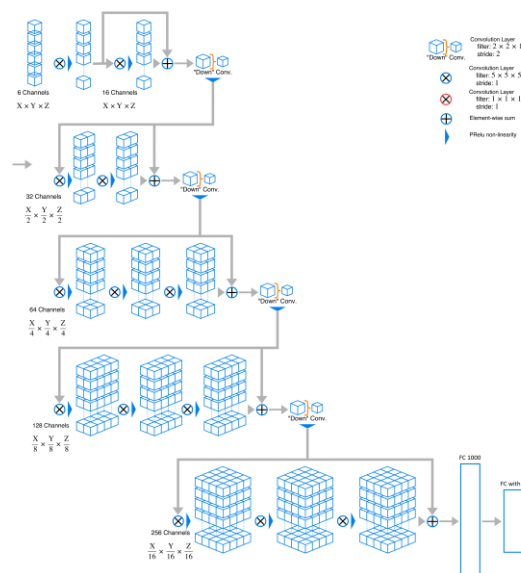 6 Channels
X × Y × Z
16 Channels
X × Y × Z
"Down" Conv.
32 Channels
X/2 × Y/2 × Z/2
"Down" Conv.
64 Channels
X/4 × Y/4 × Z/4
"Down" Conv.
128 Channels
X/8 × Y/8 × Z/8
"Down" Conv.
256 Channels
X/16 × Y/16 × Z/16
FC 1000
FC with
Convolution Layer
filter: 2 × 2 × 1
stride: 2
Convolution Layer
filter: 5 × 5 × 5
stride: 1
Convolution Layer
filter: 1 × 1 × 1
stride: 1
Element-wise sum
PRelu non-linearity